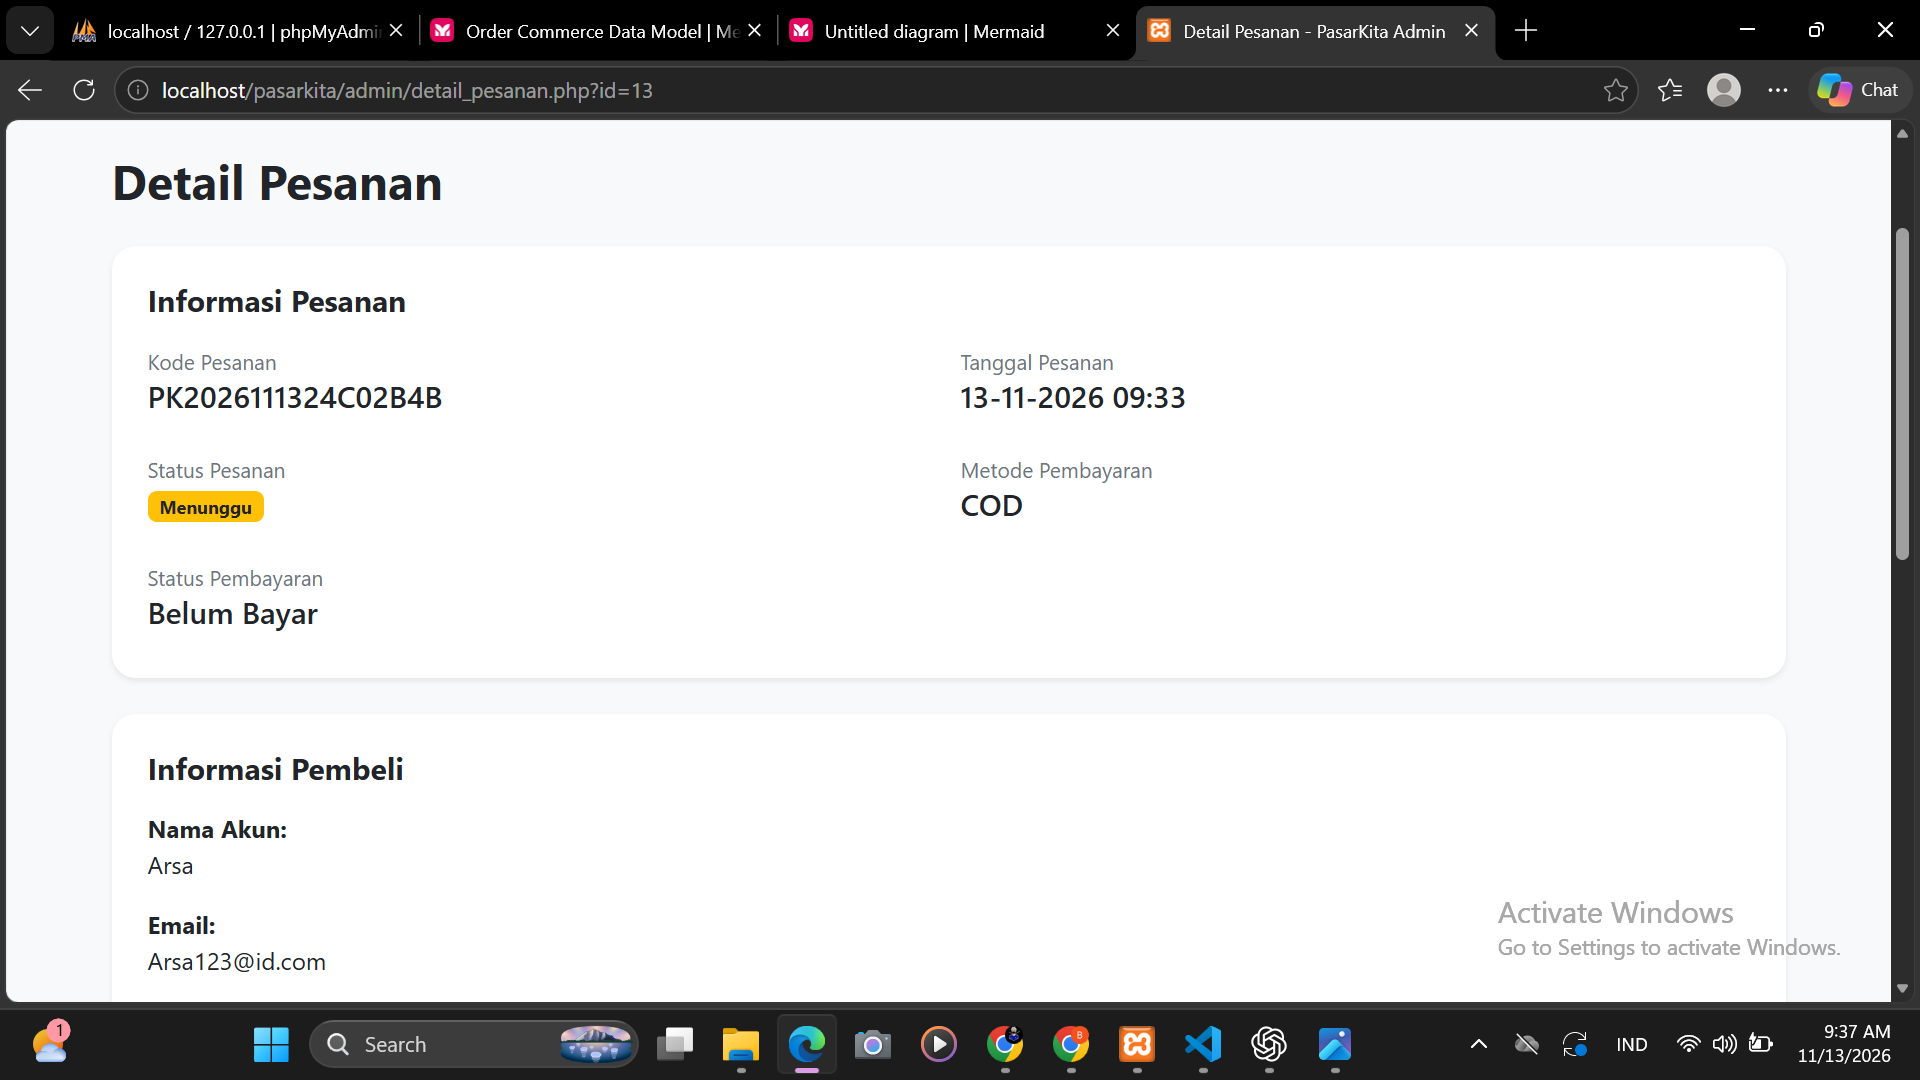 localhost / 127.0.0.1 | phpMyAdmi
Order Commerce Data Model | Me
Untitled diagram | Mermaid
Detail Pesanan - PasarKita Admin
localhost/pasarkita/admin/detail_pesanan.php?id=13
Chat
Detail Pesanan
Informasi Pesanan
Kode Pesanan
PK2026111324C02B4B
Tanggal Pesanan
13-11-2026 09:33
Status Pesanan
Menunggu
Metode Pembayaran
COD
Status Pembayaran
Belum Bayar
Informasi Pembeli
Nama Akun:
Arsa
Email:
Arsa123@id.com
Activate Windows
Go to Settings to activate Windows.
1
Search
B
IND
9:37 AM
11/13/2026